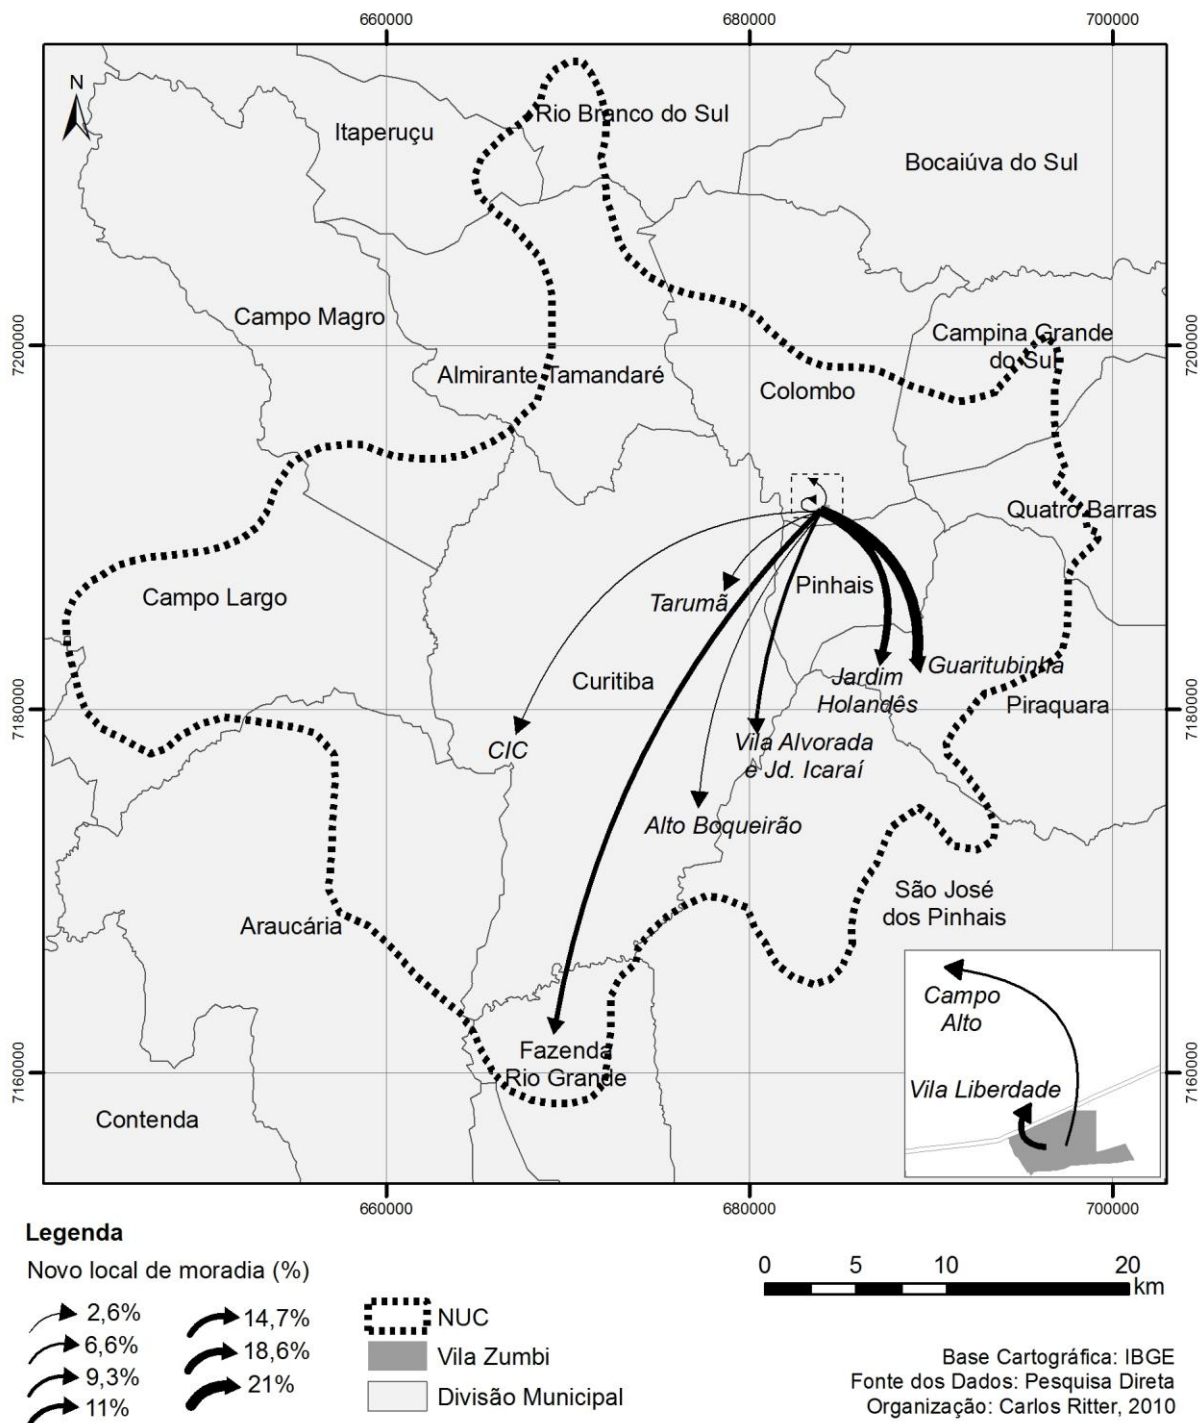 660000
680000
700000
N
Itaperuçu
Rio Branco do Sul
Bocaiúva do Sul
Campo Magro
7200000
7200000
Campina Grande
do Sul
Almirante Tamandaré
Colombo
Quatro Barras
Campo Largo
Tarumã
Pinhais
Curitiba
Jardim
Holandês
Guaritubinha
7180000
7180000
Piraquara
CIC
Vila Alvorada
e Jd. Icaraí
Alto Boqueirão
São José
dos Pinhais
Araucária
Campo
Alto
Fazenda
Rio Grande
7160000
7160000
Vila Liberdade
Contenda
660000
680000
700000
Legenda
Novo local de moradia (%)
2,6%
6,6%
9,3%
11%
14,7%
18,6%
21%
NUC
Vila Zumbi
Divisão Municipal
0 5 10 20
km
Base Cartográfica: IBGE
Fonte dos Dados: Pesquisa Direta
Organização: Carlos Ritter, 2010